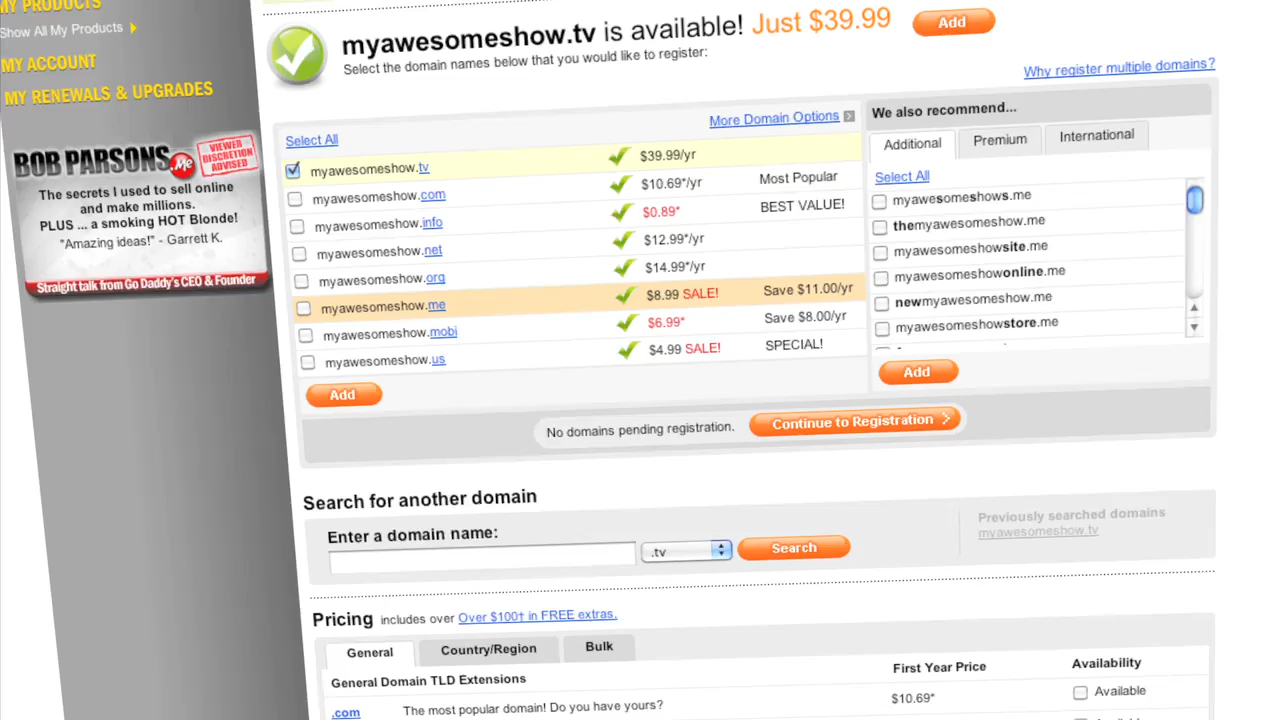 MY PRODUCTS
Show All My Products
MY ACCOUNT
MY RENEWALS & UPGRADES
BOB PARSONS.Me
VIEWER DISCRETION ADVISED
The secrets I used to sell online
and make millions.
PLUS ... a smoking HOT Blonde!
"Amazing ideas!" - Garrett K.
Straight talk from Go Daddy's CEO & Founder
myawesomeshow.tv is available! Just $39.99 Add
Select the domain names below that you would like to register:
Why register multiple domains?
Select All More Domain Options
myawesomeshow.tv $39.99/yr
myawesomeshow.com $10.69*/yr Most Popular
myawesomeshow.info $0.89* BEST VALUE!
myawesomeshow.net $12.99*/yr
myawesomeshow.org $14.99*/yr
myawesomeshow.me $8.99 SALE! Save $11.00/yr
myawesomeshow.mobi $6.99* Save $8.00/yr
myawesomeshow.us $4.99 SALE! SPECIAL!
Add
We also recommend...
Additional Premium International
Select All
myawesomeshows.me
themyawesomeshow.me
myawesomeshowsite.me
myawesomeshowonline.me
newmyawesomeshow.me
myawesomeshowstore.me
Add
No domains pending registration. Continue to Registration
Search for another domain
Enter a domain name:
.tv Search
Previously searched domains
myawesomeshow.tv
Pricing includes over Over $100† in FREE extras.
General Country/Region Bulk
General Domain TLD Extensions First Year Price Availability
.com The most popular domain! Do you have yours? $10.69* Available